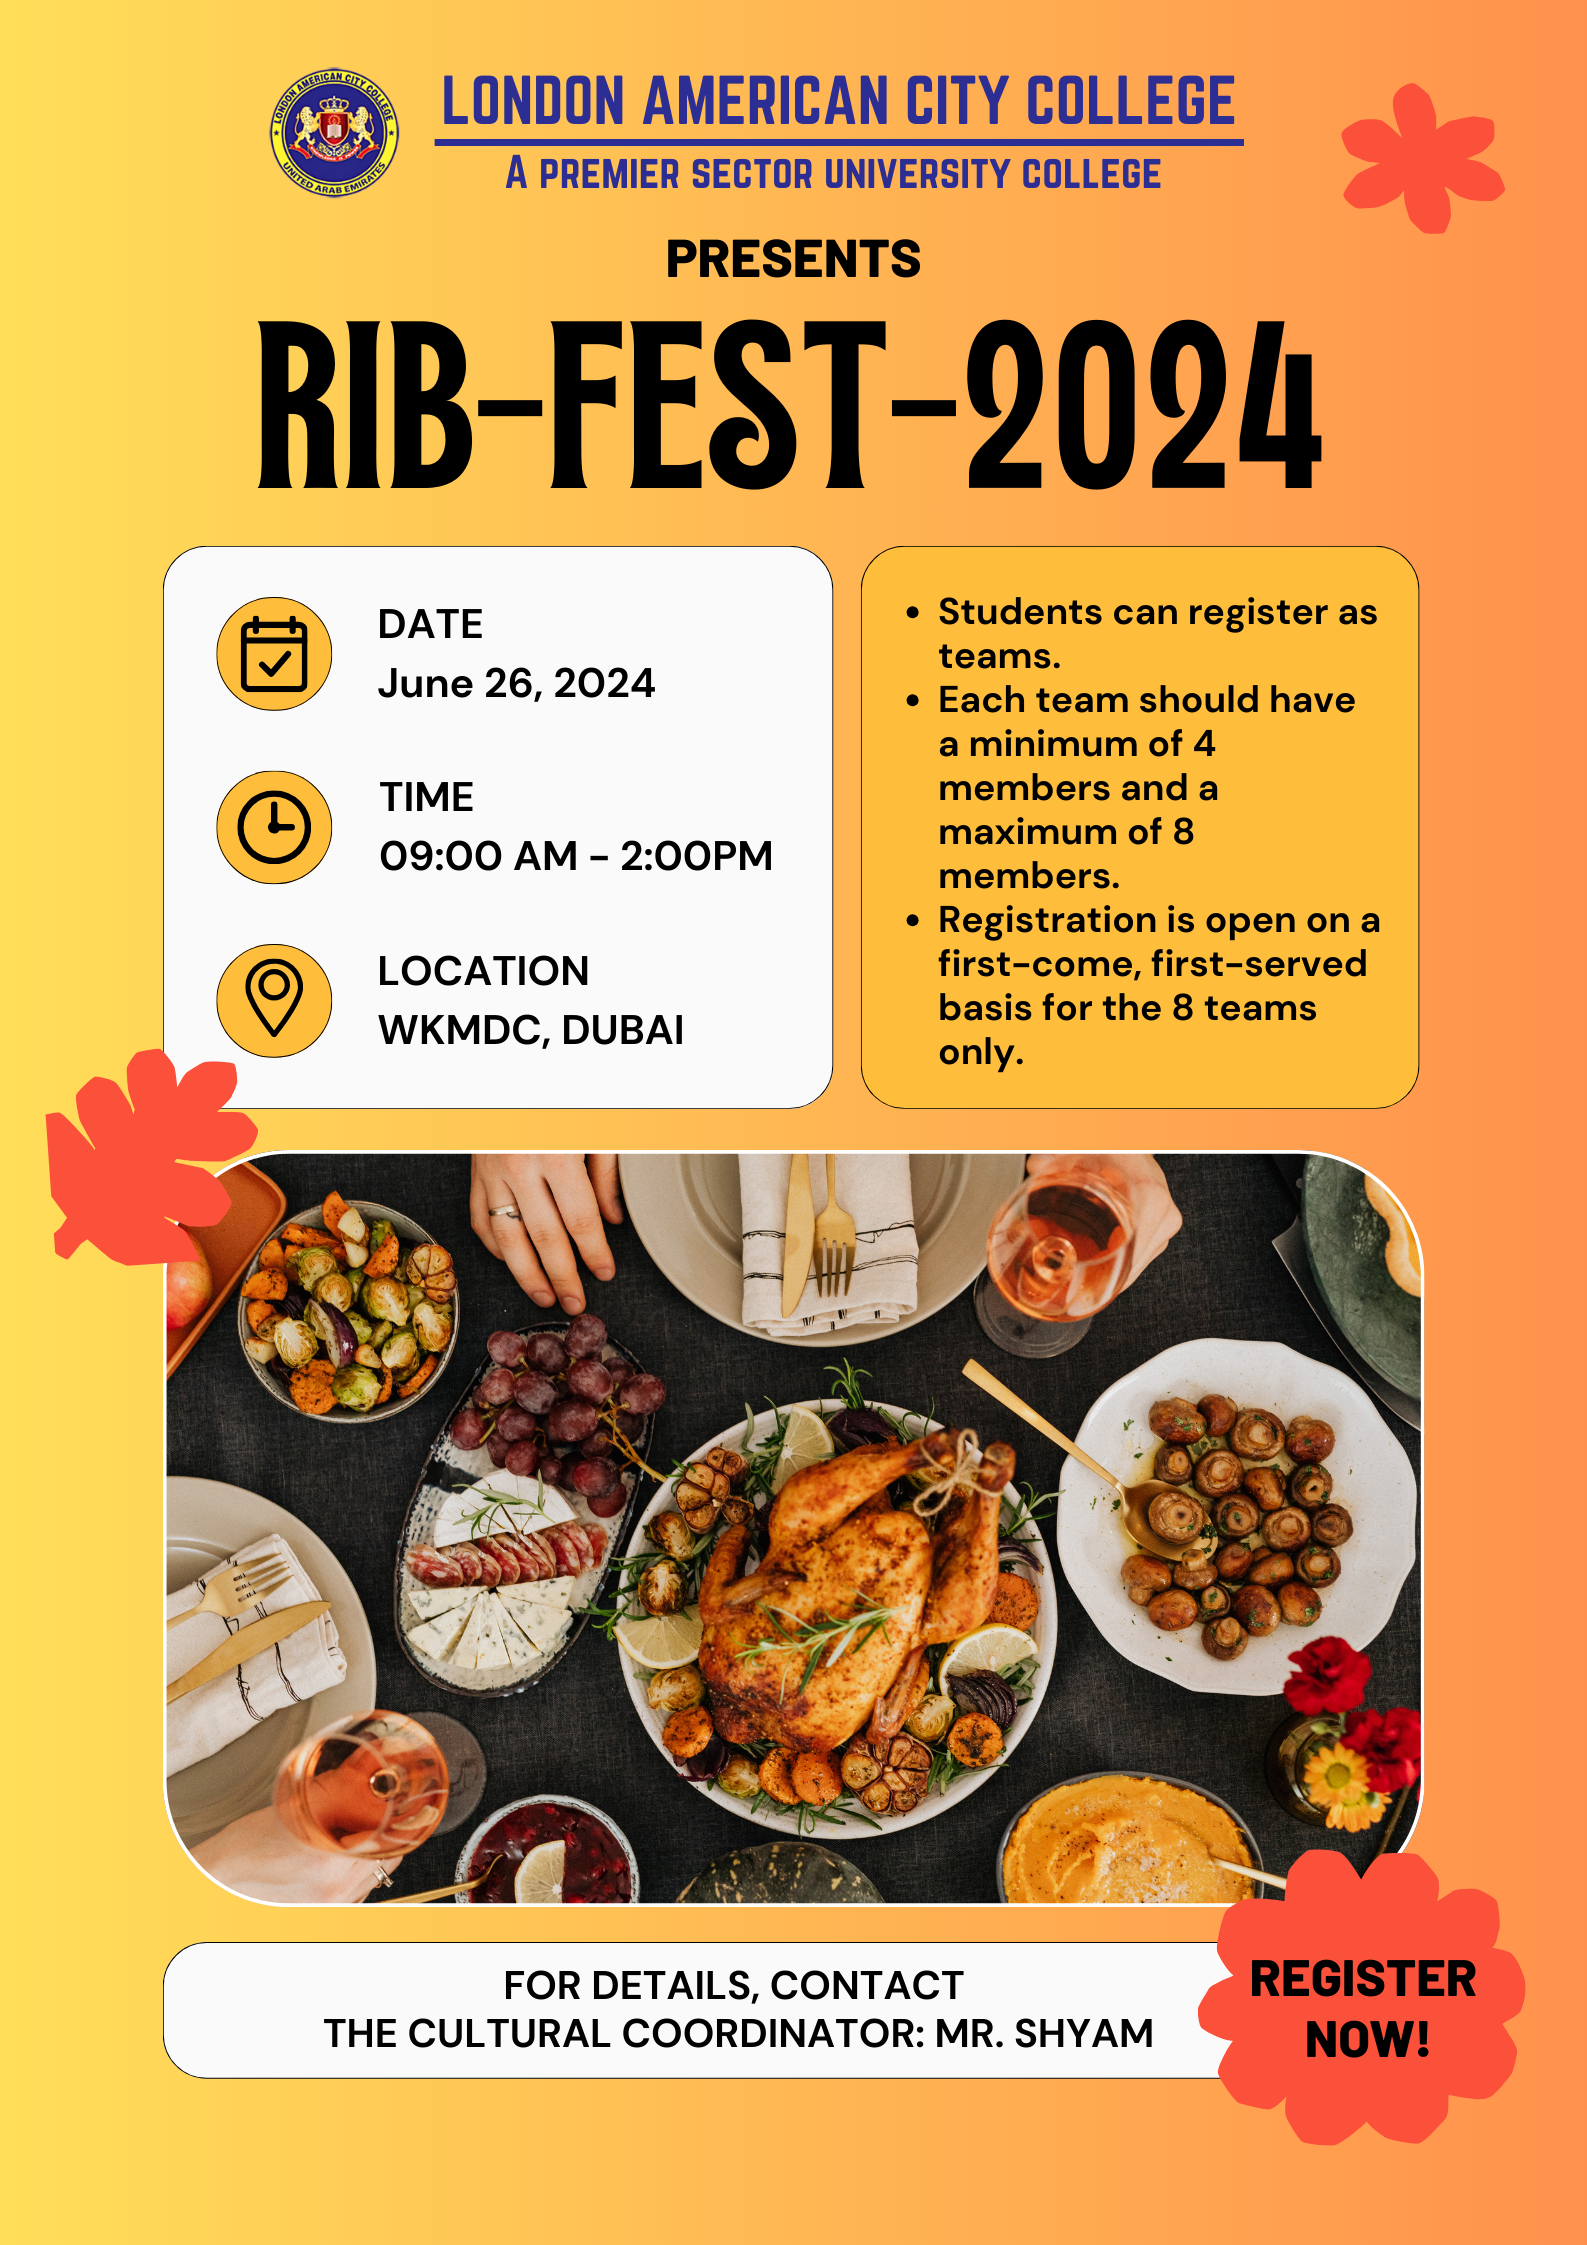 LONDON AMERICAN CITY COLLEGE
UNITED ARAB EMIRATES
LONDON AMERICAN CITY COLLEGE
A PREMIER SECTOR UNIVERSITY COLLEGE
PRESENTS
RIB-FEST-2024
DATE
June 26, 2024
TIME
09:00 AM - 2:00PM
LOCATION
WKMDC, DUBAI
• Students can register as
teams.
• Each team should have
a minimum of 4
members and a
maximum of 8
members.
• Registration is open on a
first-come, first-served
basis for the 8 teams
only.
FOR DETAILS, CONTACT
THE CULTURAL COORDINATOR: MR. SHYAM
REGISTER
NOW!